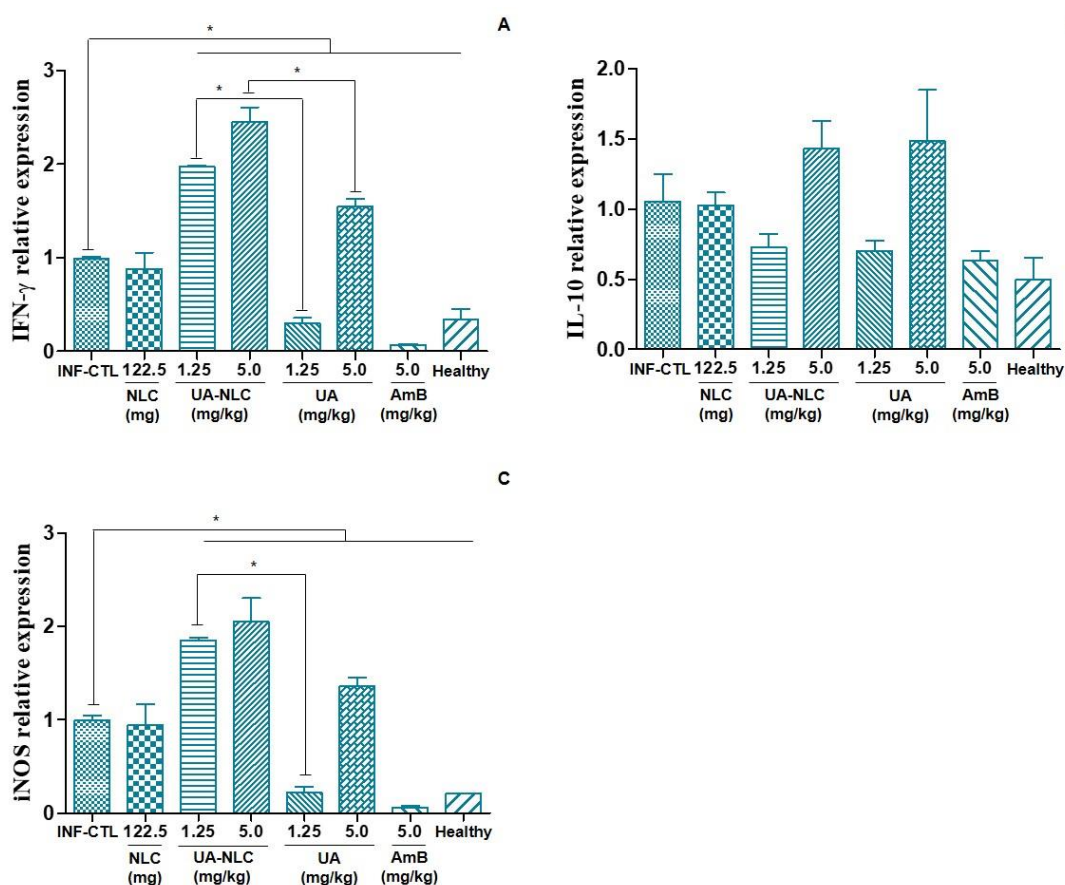 A
IFN-γ relative expression
3
2
1
0
*
*
*
INF-CTL 122.5 1.25 5.0 1.25 5.0 5.0 Healthy
NLC UA-NLC UA AmB
(mg) (mg/kg) (mg/kg) (mg/kg)
IL-10 relative expression
2.0
1.5
1.0
0.5
0.0
INF-CTL 122.5 1.25 5.0 1.25 5.0 5.0 Healthy
NLC UA-NLC UA AmB
(mg) (mg/kg) (mg/kg) (mg/kg)
C
iNOS relative expression
3
2
1
0
*
*
INF-CTL 122.5 1.25 5.0 1.25 5.0 5.0 Healthy
NLC UA-NLC UA AmB
(mg) (mg/kg) (mg/kg) (mg/kg)